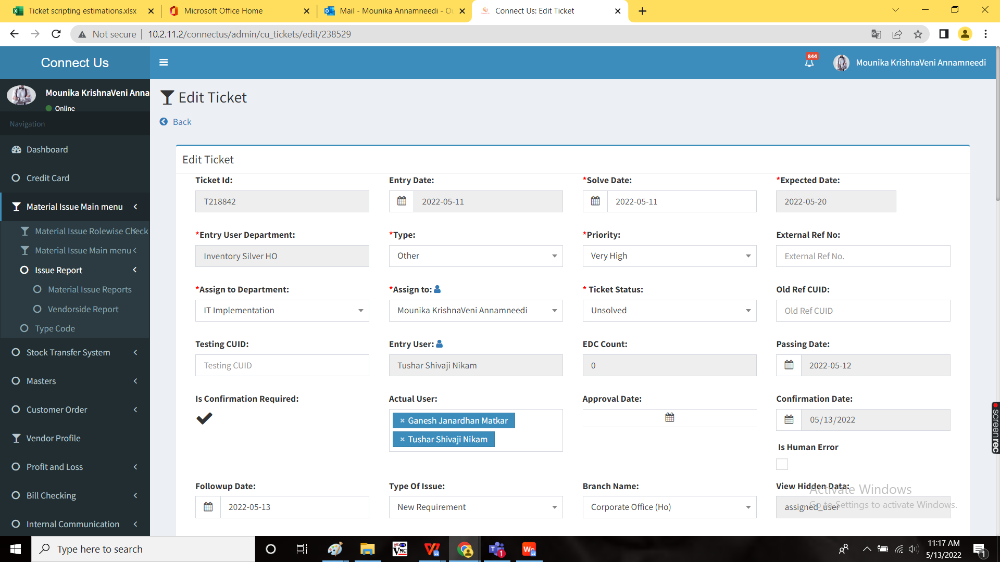 Ticket scripting estimations.xlsx
Microsoft Office Home
Mail - Mounika Annamneedi - Ou
Connect Us: Edit Ticket
Not secure | 10.2.11.2/connectus/admin/cu_tickets/edit/238529
Connect Us
844
Mounika KrishnaVeni Annamneedi
Mounika KrishnaVeni Anna
Online
Navigation
Dashboard
Credit Card
Material Issue Main menu
Material Issue Rolewise Check
Material Issue Main menu
Issue Report
Material Issue Reports
Vendorside Report
Type Code
Stock Transfer System
Masters
Customer Order
Vendor Profile
Profit and Loss
Bill Checking
Internal Communication
Edit Ticket
Back
Edit Ticket
Ticket Id: Entry Date: *Solve Date: *Expected Date:
T218842 2022-05-11 2022-05-11 2022-05-20
*Entry User Department: *Type: *Priority: External Ref No:
Inventory Silver HO Other Very High External Ref No.
*Assign to Department: *Assign to: * Ticket Status: Old Ref CUID:
IT Implementation Mounika KrishnaVeni Annamneedi Unsolved Old Ref CUID
Testing CUID: Entry User: EDC Count: Passing Date:
Testing CUID Tushar Shivaji Nikam 0 2022-05-12
Is Confirmation Required: Actual User: Approval Date: Confirmation Date:
× Ganesh Janardhan Matkar 05/13/2022
× Tushar Shivaji Nikam
Is Human Error
Followup Date: Type Of Issue: Branch Name: View Hidden Data:
2022-05-13 New Requirement Corporate Office (Ho) assigned_user
Activate Windows
Go to Settings to activate Windows.
screenrec
Type here to search
VNC
T 1
11:17 AM
5/13/2022
1